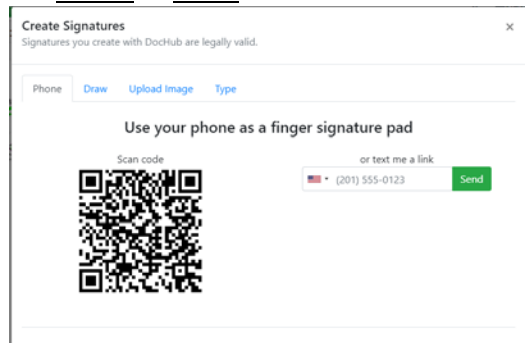 Create Signatures ×
Signatures you create with DocHub are legally valid.
Phone Draw Upload Image Type
Use your phone as a finger signature pad
Scan code or text me a link
(201) 555-0123 Send